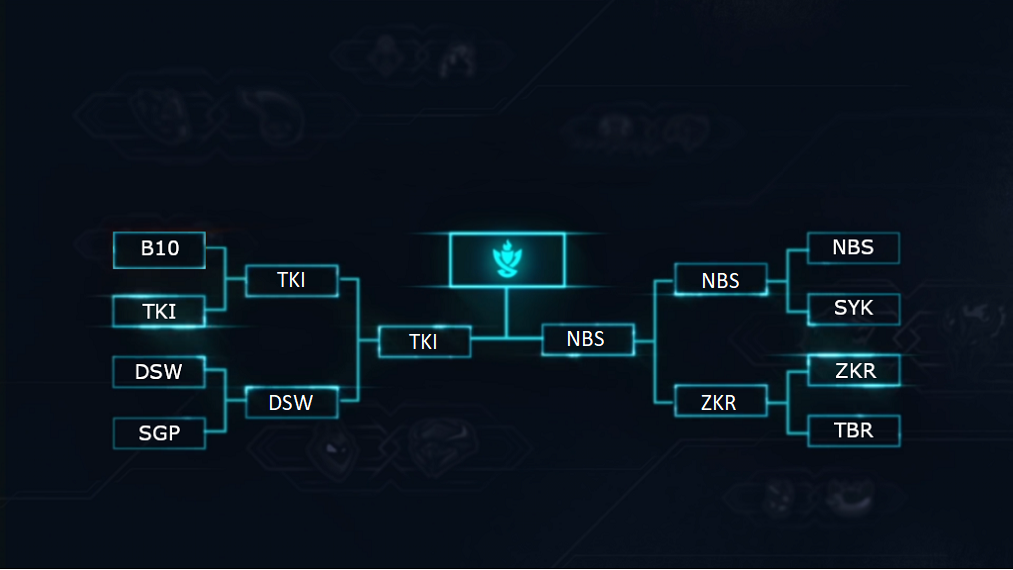 B10
TKI
DSW
SGP
TKI
DSW
TKI
NBS
NBS
ZKR
NBS
SYK
ZKR
TBR